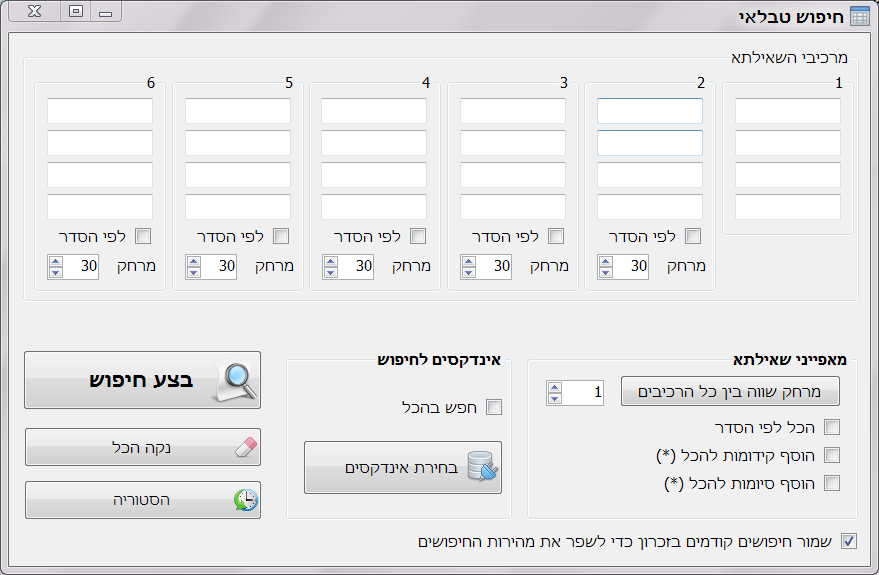 חיפוש טבלאי
מרכיבי השאילתא
1
2
3
4
5
6
לפי הסדר
לפי הסדר
לפי הסדר
לפי הסדר
לפי הסדר
מרחק 30
מרחק 30
מרחק 30
מרחק 30
מרחק 30
מאפייני שאילתא
מרחק שווה בין כל הרכיבים 1
הכל לפי הסדר
הוסף קידומות להכל (*)
הוסף סיומות להכל (*)
אינדקסים לחיפוש
חפש בהכל
בחירת אינדקסים
בצע חיפוש
נקה הכל
הסטוריה
שמור חיפושים קודמים בזכרון כדי לשפר את מהירות החיפושים